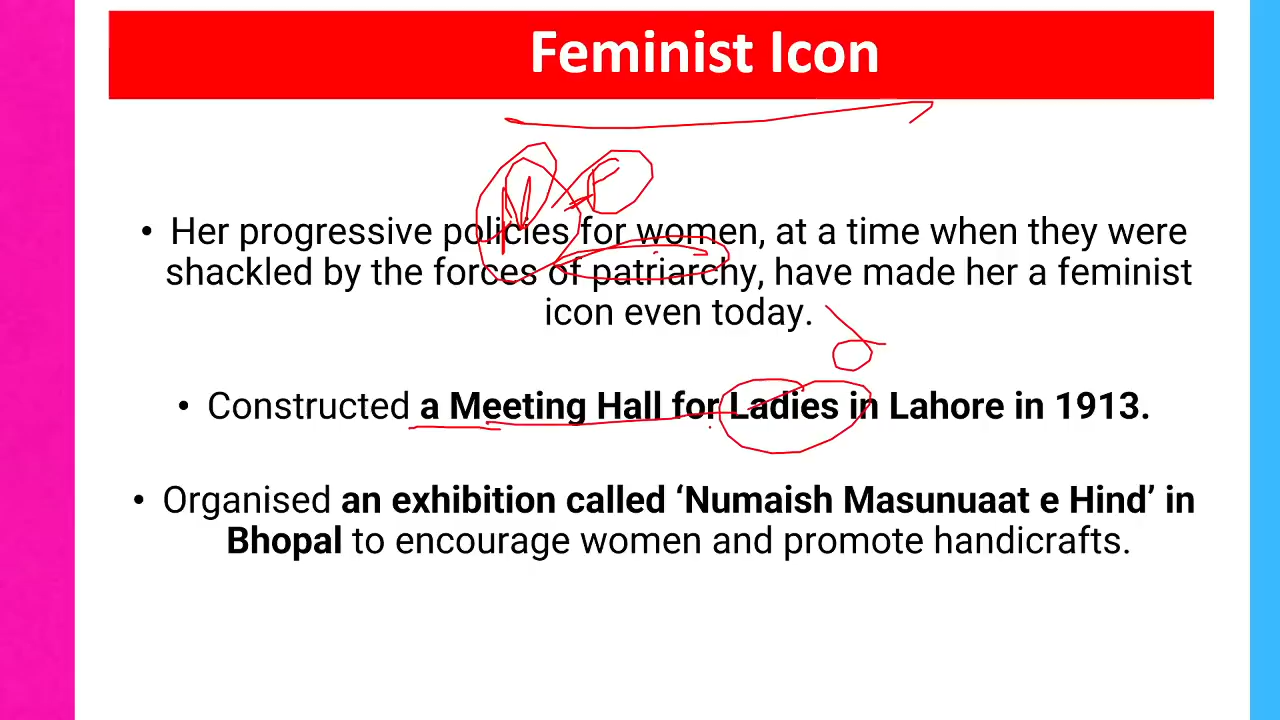 Feminist Icon
M F
• Her progressive policies for women, at a time when they were
shackled by the forces of patriarchy, have made her a feminist
icon even today.
• Constructed a Meeting Hall for Ladies in Lahore in 1913.
• Organised an exhibition called ‘Numaish Masunuaat e Hind’ in
Bhopal to encourage women and promote handicrafts.